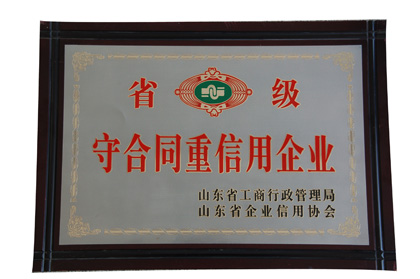 省 级
守合同重信用企业
山东省工商行政管理局
山东省企业信用协会